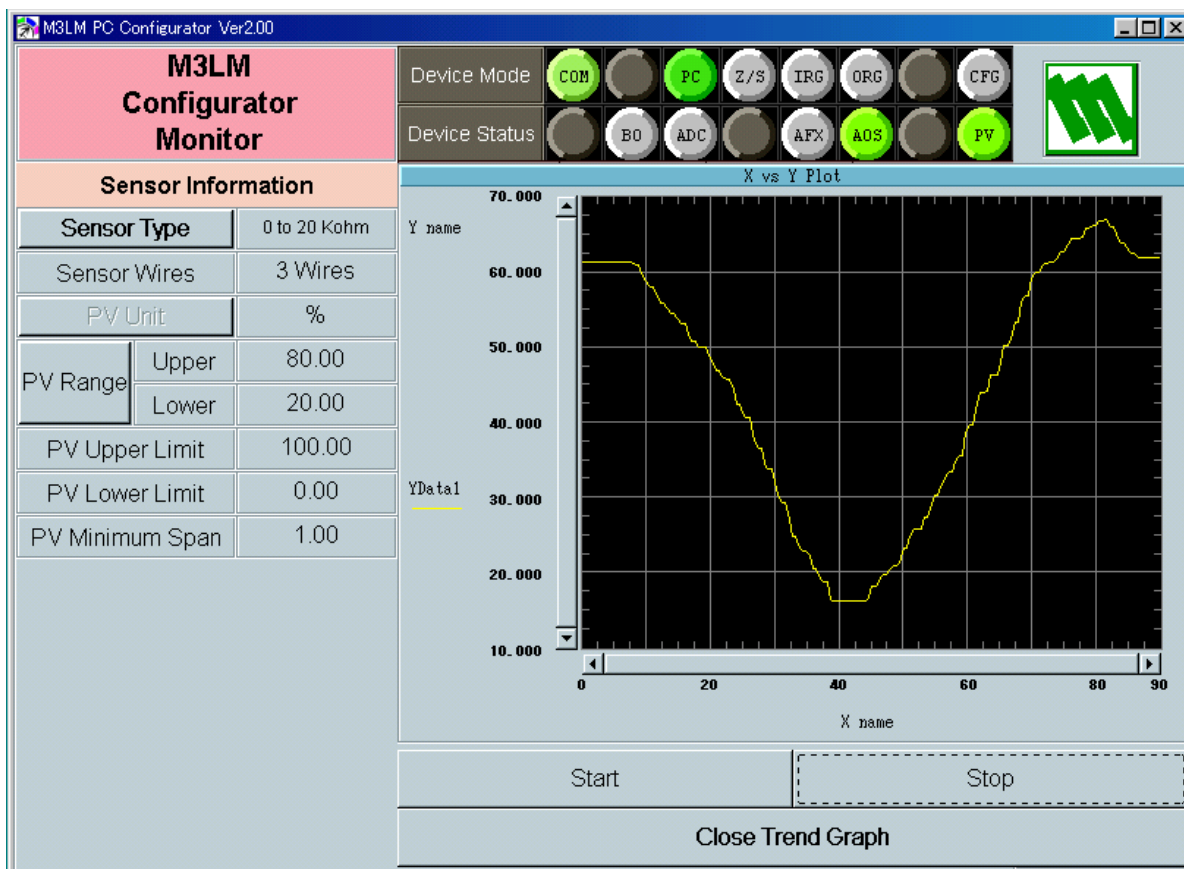 M3LM PC Configurator Ver2.00
M3LM
Configurator
Monitor
Device Mode COM PC Z/S IRG ORG CFG
Device Status BO ADC AFX AOS PV
Sensor Information
Sensor Type 0 to 20 Kohm
Sensor Wires 3 Wires
PV Unit %
PV Range Upper 80.00
Lower 20.00
PV Upper Limit 100.00
PV Lower Limit 0.00
PV Minimum Span 1.00
X vs Y Plot
70.000
Y name
60.000
50.000
40.000
YData1
30.000
20.000
10.000
0 20 40 60 80 90
X name
Start Stop
Close Trend Graph